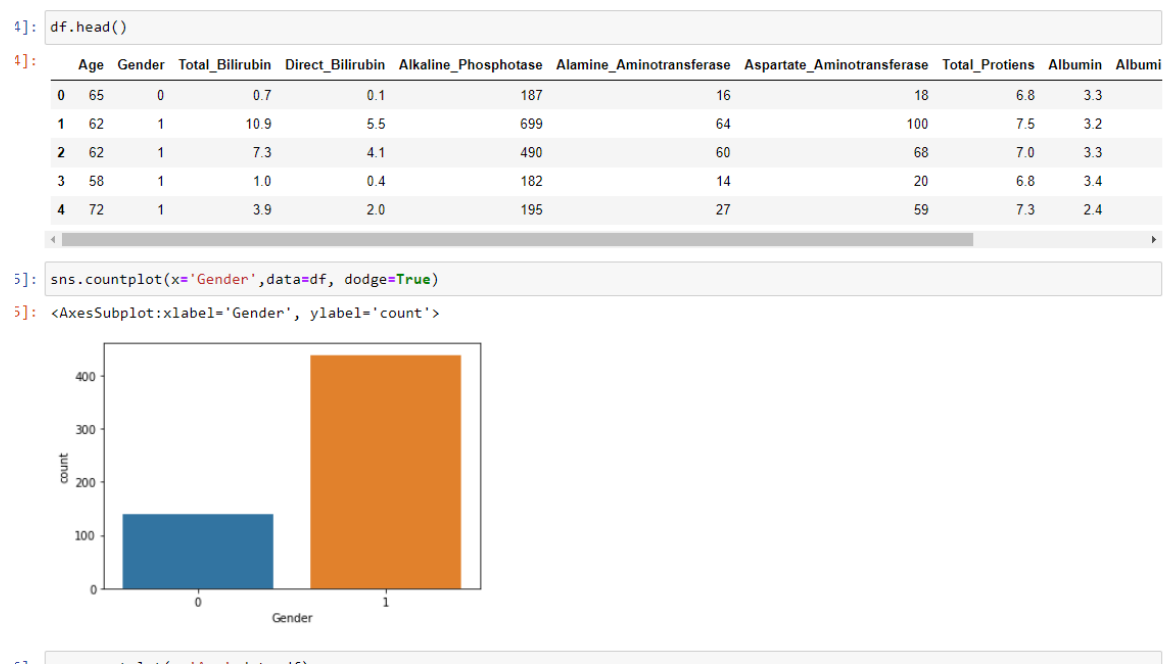 4]: df.head()
4]:
Age Gender Total_Bilirubin Direct_Bilirubin Alkaline_Phosphotase Alamine_Aminotransferase Aspartate_Aminotransferase Total_Protiens Albumin Albumi
0 65 0 0.7 0.1 187 16 18 6.8 3.3
1 62 1 10.9 5.5 699 64 100 7.5 3.2
2 62 1 7.3 4.1 490 60 68 7.0 3.3
3 58 1 1.0 0.4 182 14 20 6.8 3.4
4 72 1 3.9 2.0 195 27 59 7.3 2.4
5]: sns.countplot(x='Gender',data=df, dodge=True)
5]: <AxesSubplot:xlabel='Gender', ylabel='count'>
400
300
200
100
0
count
0 1
Gender